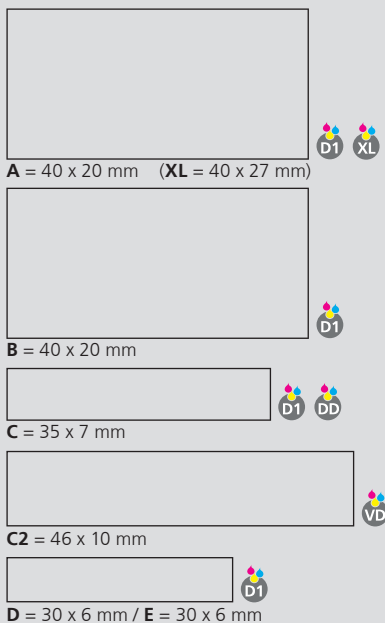 D1 XL
A = 40 x 20 mm (XL = 40 x 27 mm)
D1
B = 40 x 20 mm
D1 DD
C = 35 x 7 mm
VD
C2 = 46 x 10 mm
D1
D = 30 x 6 mm / E = 30 x 6 mm